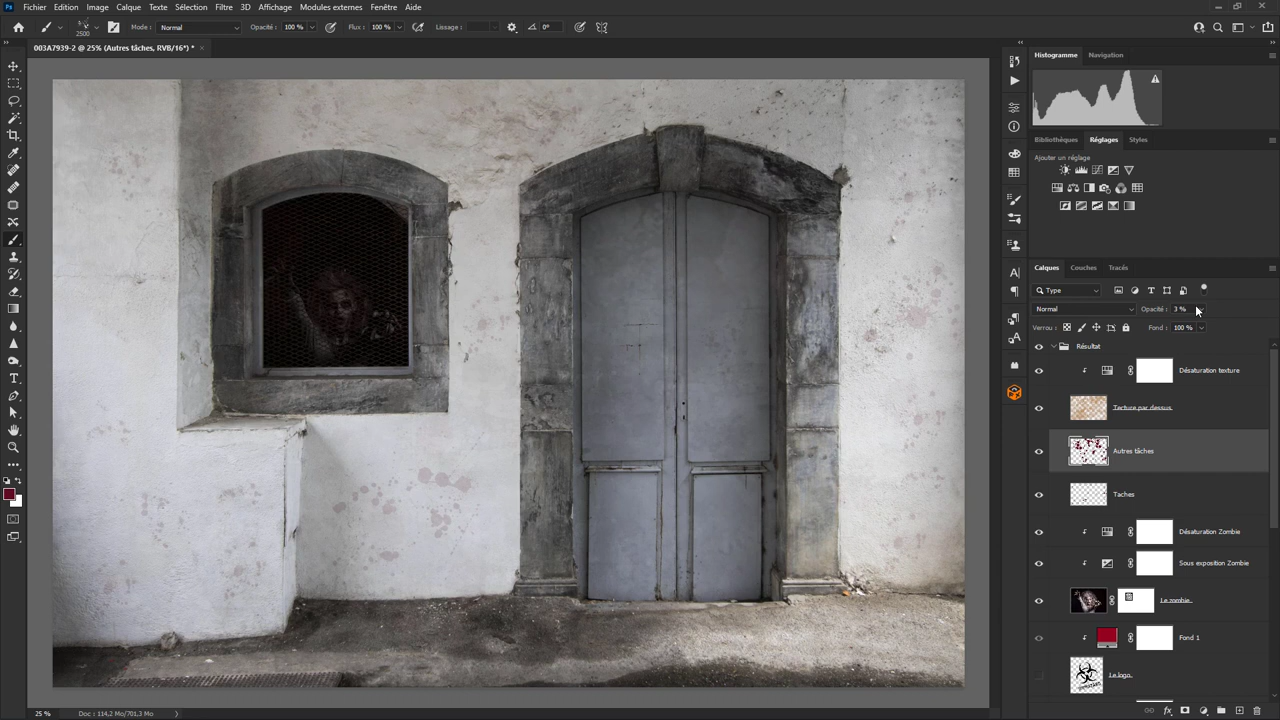 Ps Fichier Edition Image Calque Texte Sélection Filtre 3D Affichage Modules externes Fenêtre Aide
2500 Mode : Normal Opacité : 100 % Flux : 100 % Lissage : 0°
003A7939-2 @ 25% (Autres tâches, RVB/16*) * ×
Histogramme Navigation
Bibliothèques Réglages Styles
Ajouter un réglage
Calques Couches Tracés
Type
Normal Opacité : 3 %
Verrou : Fond : 100 %
Résultat
Désaturation texture
Texture par dessus
Autres tâches
Taches
Désaturation Zombie
Sous exposition Zombie
Le zombie
Fond 1
Le logo
25 % Doc : 114,2 Mo/701,3 Mo